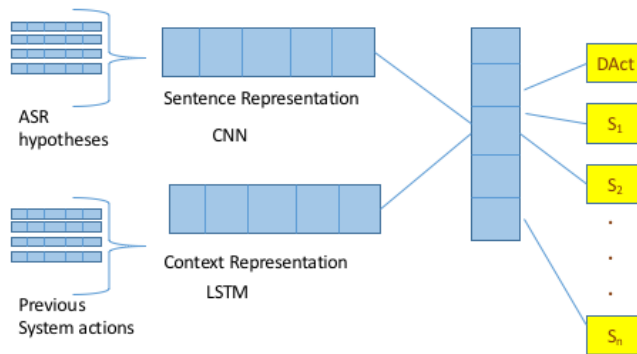 ASR
hypotheses
Sentence Representation
CNN
Previous
System actions
Context Representation
LSTM
DAct
S₁
S₂
.
.
.
Sₙ